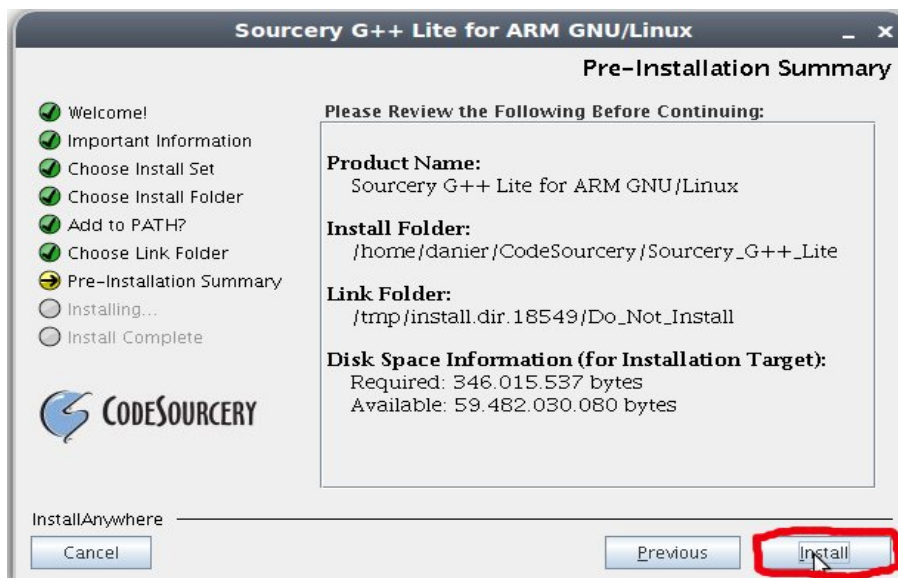 Sourcery G++ Lite for ARM GNU/Linux
Pre-Installation Summary
Welcome!
Important Information
Choose Install Set
Choose Install Folder
Add to PATH?
Choose Link Folder
Pre-Installation Summary
Installing...
Install Complete
CODESOURCERY
Please Review the Following Before Continuing:
Product Name:
Sourcery G++ Lite for ARM GNU/Linux
Install Folder:
/home/danier/CodeSourcery/Sourcery_G++_Lite
Link Folder:
/tmp/install.dir.18549/Do_Not_Install
Disk Space Information (for Installation Target):
Required: 346.015.537 bytes
Available: 59.482.030.080 bytes
InstallAnywhere
Cancel
Previous
Install